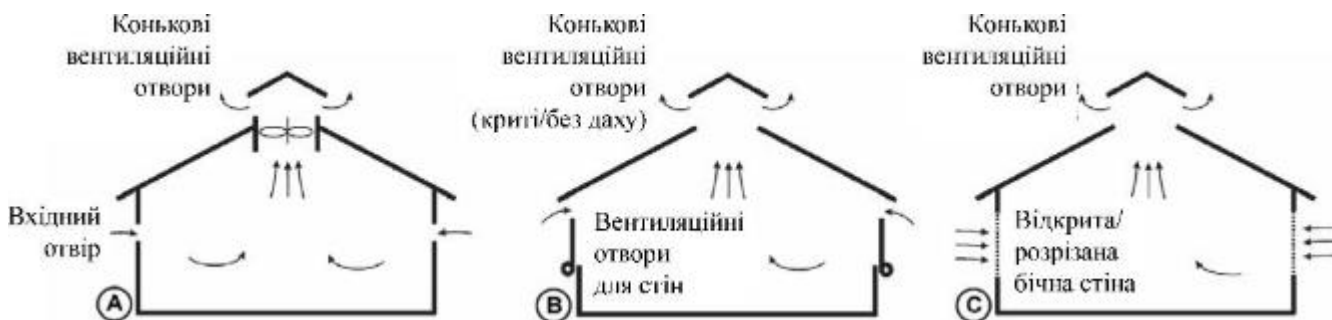 Конькові
вентиляційні
отвори
Вхідний
отвір
A
Конькові
вентиляційні
отвори
(криті/без даху)
Вентиляційні
отвори
для стін
B
Конькові
вентиляційні
отвори
Відкрита/
розрізана
бічна стіна
C